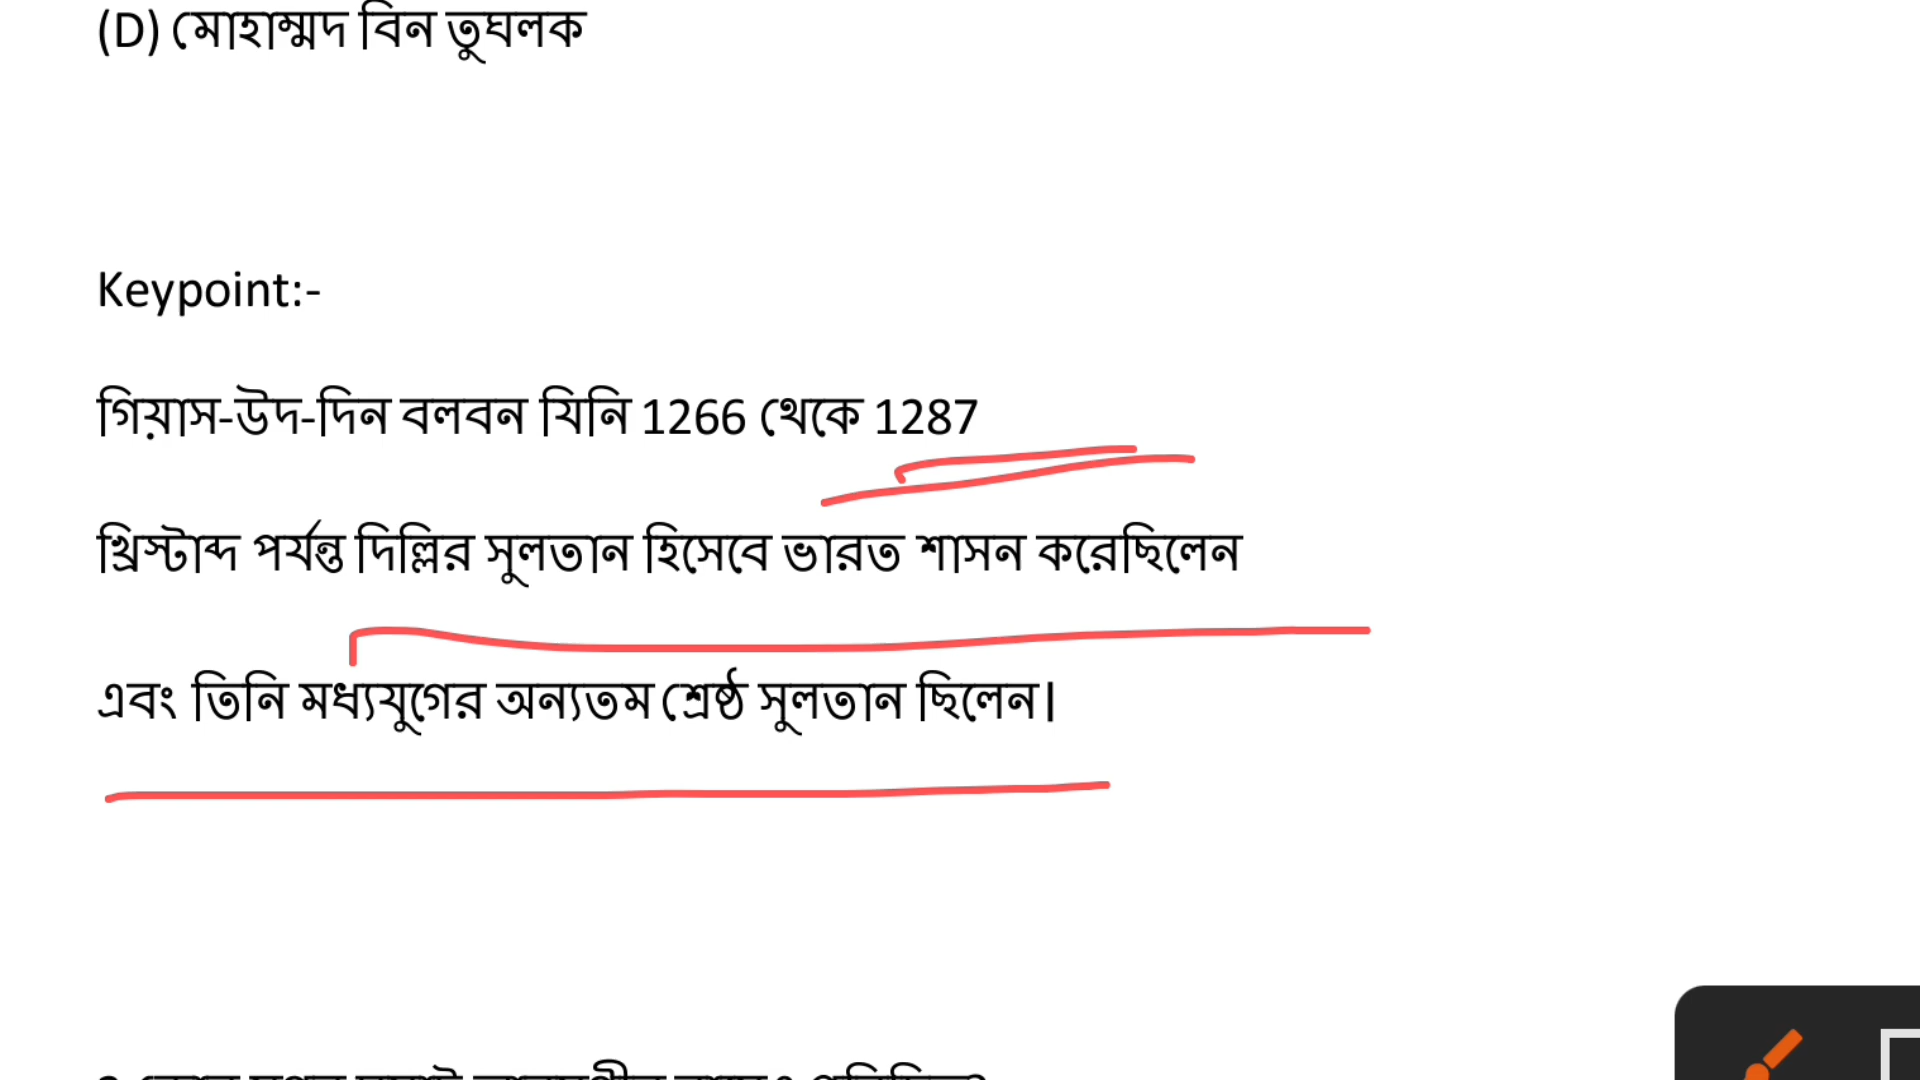 (D) মোহাম্মদ বিন তুঘলক
Keypoint:-
গিয়াস-উদ-দিন বলবন যিনি 1266 থেকে 1287
খ্রিস্টাব্দ পর্যন্ত দিল্লির সুলতান হিসেবে ভারত শাসন করেছিলেন
এবং তিনি মধ্যযুগের অন্যতম শ্রেষ্ঠ সুলতান ছিলেন।